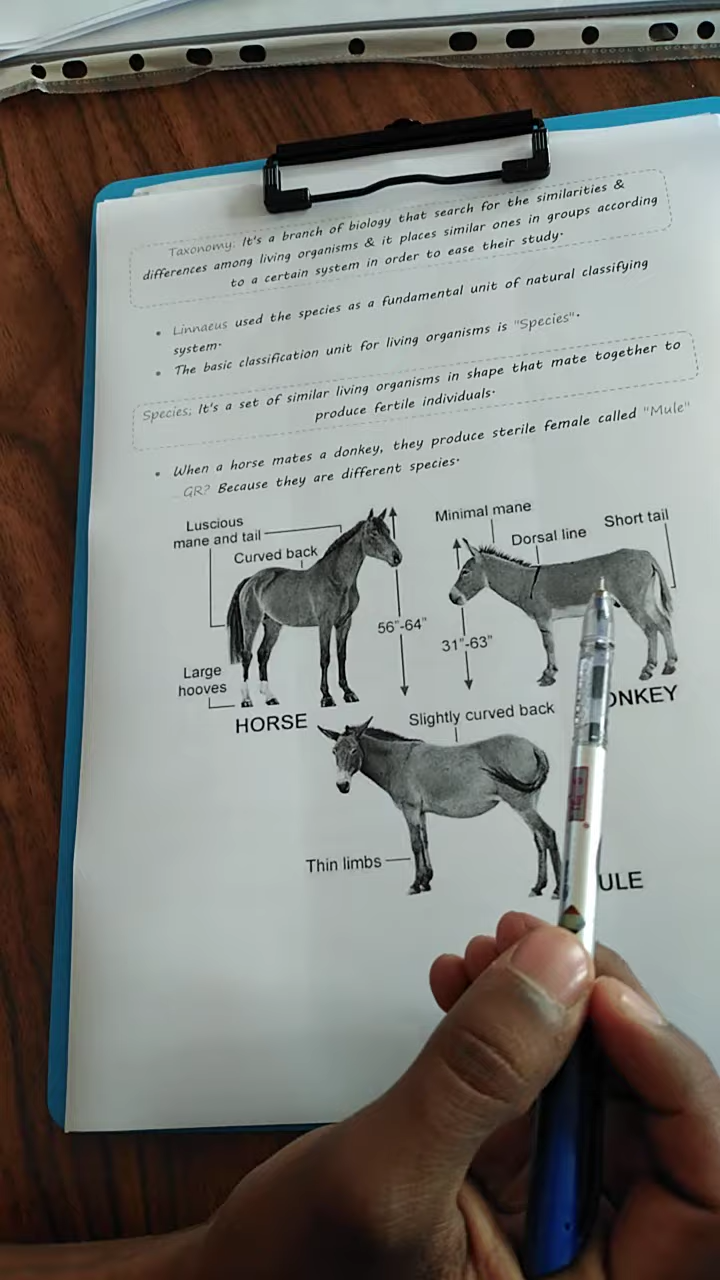 Taxonomy: It's a branch of biology that search for the similarities &
differences among living organisms & it places similar ones in groups according
to a certain system in order to ease their study.
• Linnaeus used the species as a fundamental unit of natural classifying
system.
• The basic classification unit for living organisms is "Species".
Species: It's a set of similar living organisms in shape that mate together to
produce fertile individuals.
• When a horse mates a donkey, they produce sterile female called "Mule"
GR? Because they are different species.
Luscious
mane and tail
Curved back
56"-64"
Large
hooves
HORSE
Minimal mane
Dorsal line
Short tail
31"-63"
ONKEY
Slightly curved back
Thin limbs
ULE